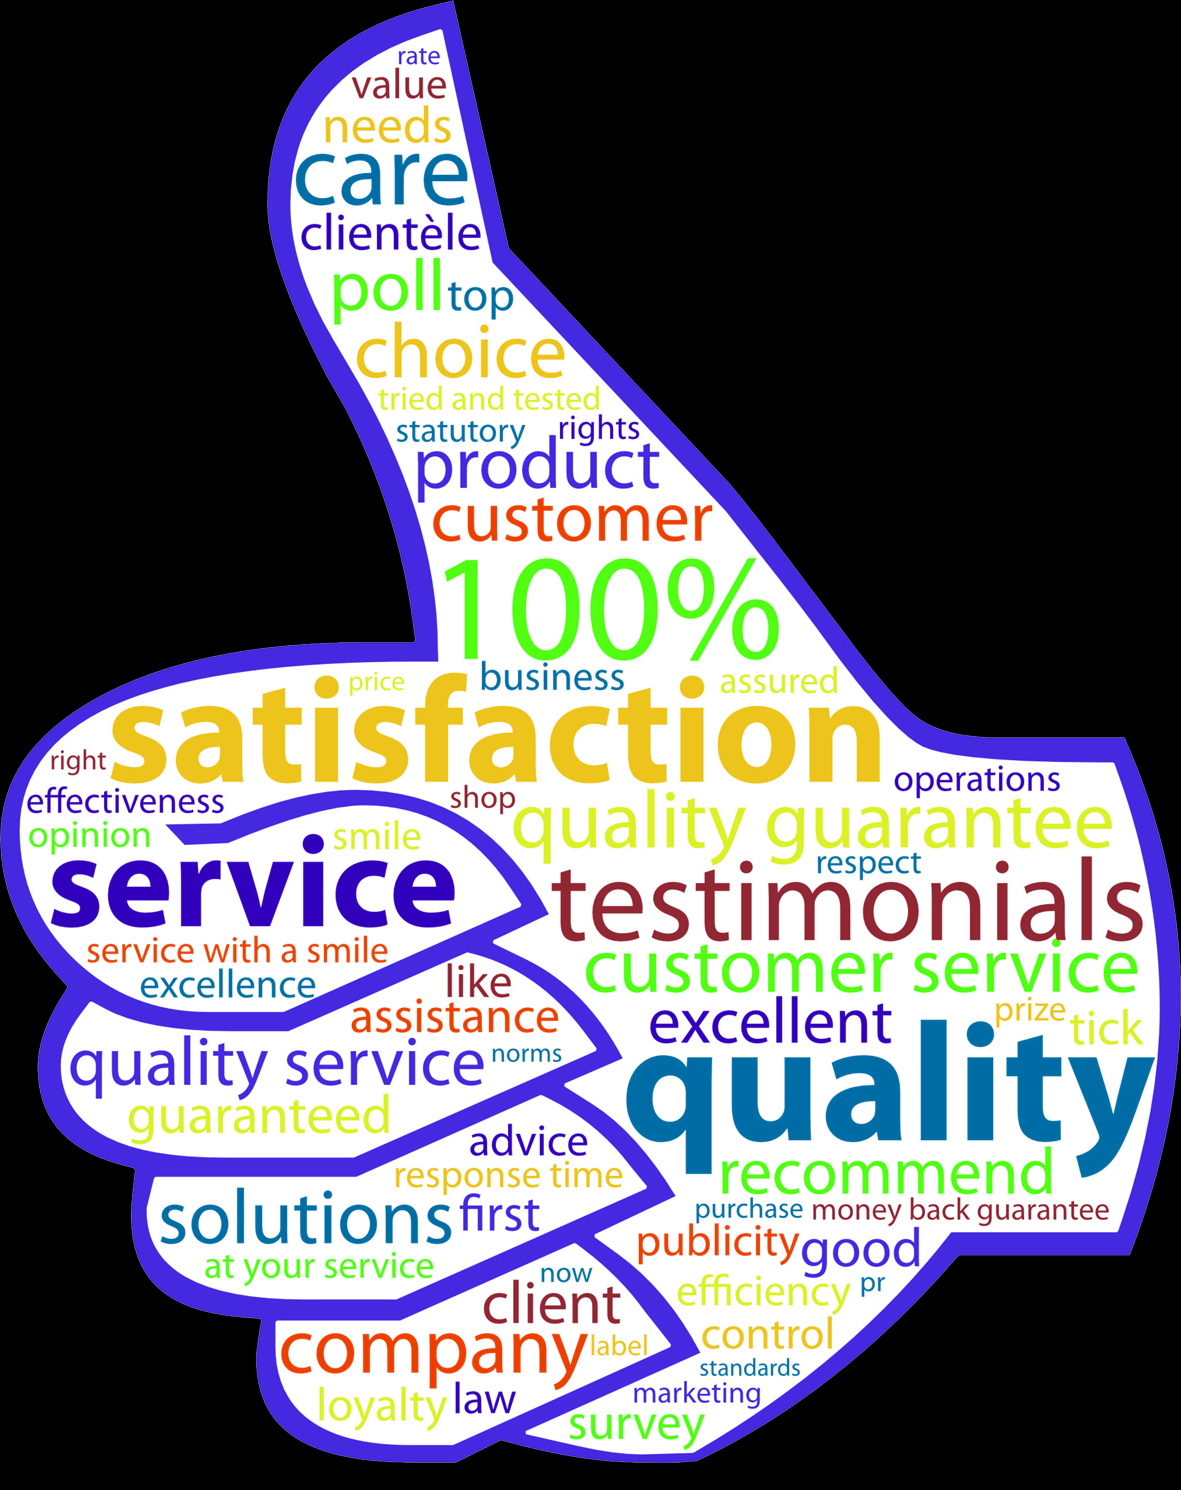 rate
value
needs
care
clientèle
poll top
choice
tried and tested
statutory rights
product
customer
100%
price business assured
satisfaction
right
operations
effectiveness shop
quality guarantee
opinion smile
respect
service
testimonials
service with a smile
customer service
excellence like
assistance excellent prize tick
quality service norms
quality
guaranteed
advice
response time recommend
solutions first
purchase money back guarantee
publicity good
at your service
now efficiency pr
client
company label control
standards
loyalty law marketing
survey